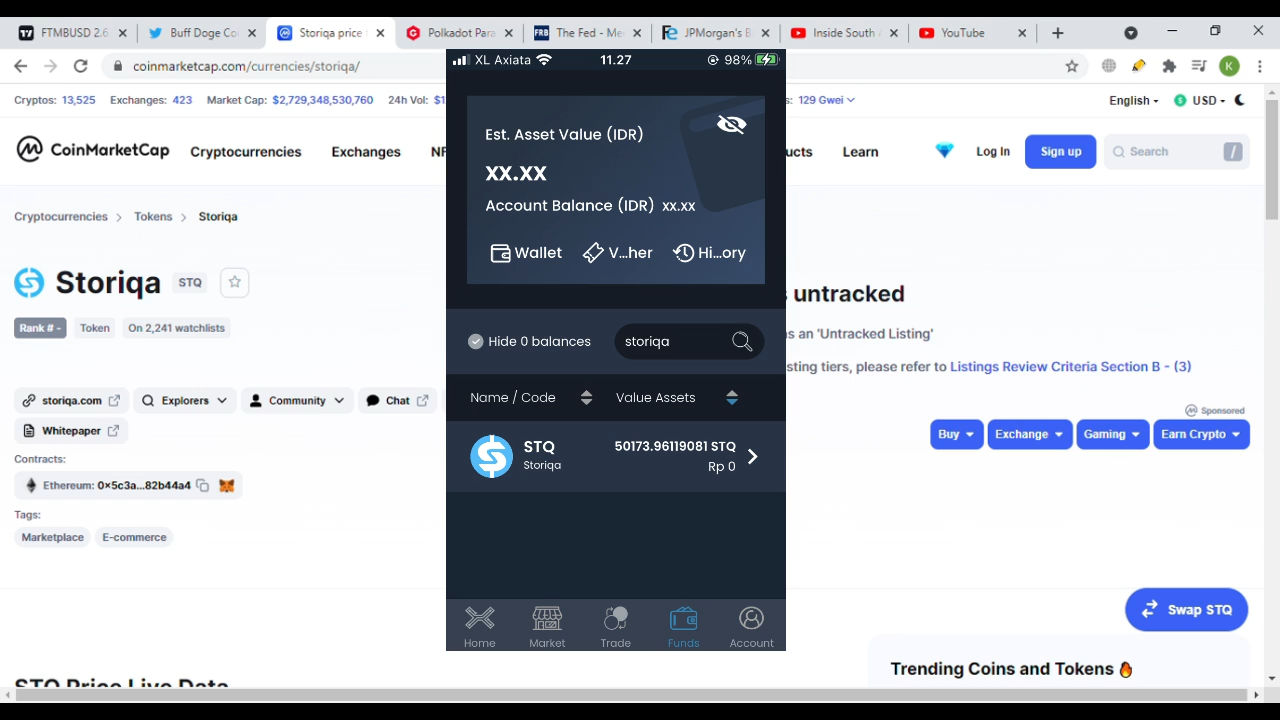 FTMBUSD 2.6
Buff Doge Co
Storiqa price
Polkadot Para
FRB The Fed - Me
JPMorgan's B
Inside South
YouTube
coinmarketcap.com/currencies/storiqa/
K
Cryptos: 13,525 Exchanges: 423 Market Cap: $2,729,348,530,760 24h Vol: $1
s: 129 Gwei
English
USD
CoinMarketCap
Cryptocurrencies
Exchanges
NF
ucts
Learn
Log In
Sign up
Search
/
Cryptocurrencies > Tokens > Storiqa
Storiqa STQ
Rank # -
Token
On 2,241 watchlists
storiqa.com
Explorers
Community
Chat
Whitepaper
Contracts:
Ethereum: 0x5c3a...82b44a4
Tags:
Marketplace
E-commerce
STQ Price Live Data
XL Axiata
11.27
98%
Est. Asset Value (IDR)
xx.xx
Account Balance (IDR) xx.xx
Wallet
V...her
Hi...ory
Hide 0 balances
storiqa
Name / Code
Value Assets
STQ
Storiqa
50173.96119081 STQ
Rp 0
Home
Market
Trade
Funds
Account
untracked
as an 'Untracked Listing'
sting tiers, please refer to Listings Review Criteria Section B - (3)
Sponsored
Buy
Exchange
Gaming
Earn Crypto
Swap STQ
Trending Coins and Tokens